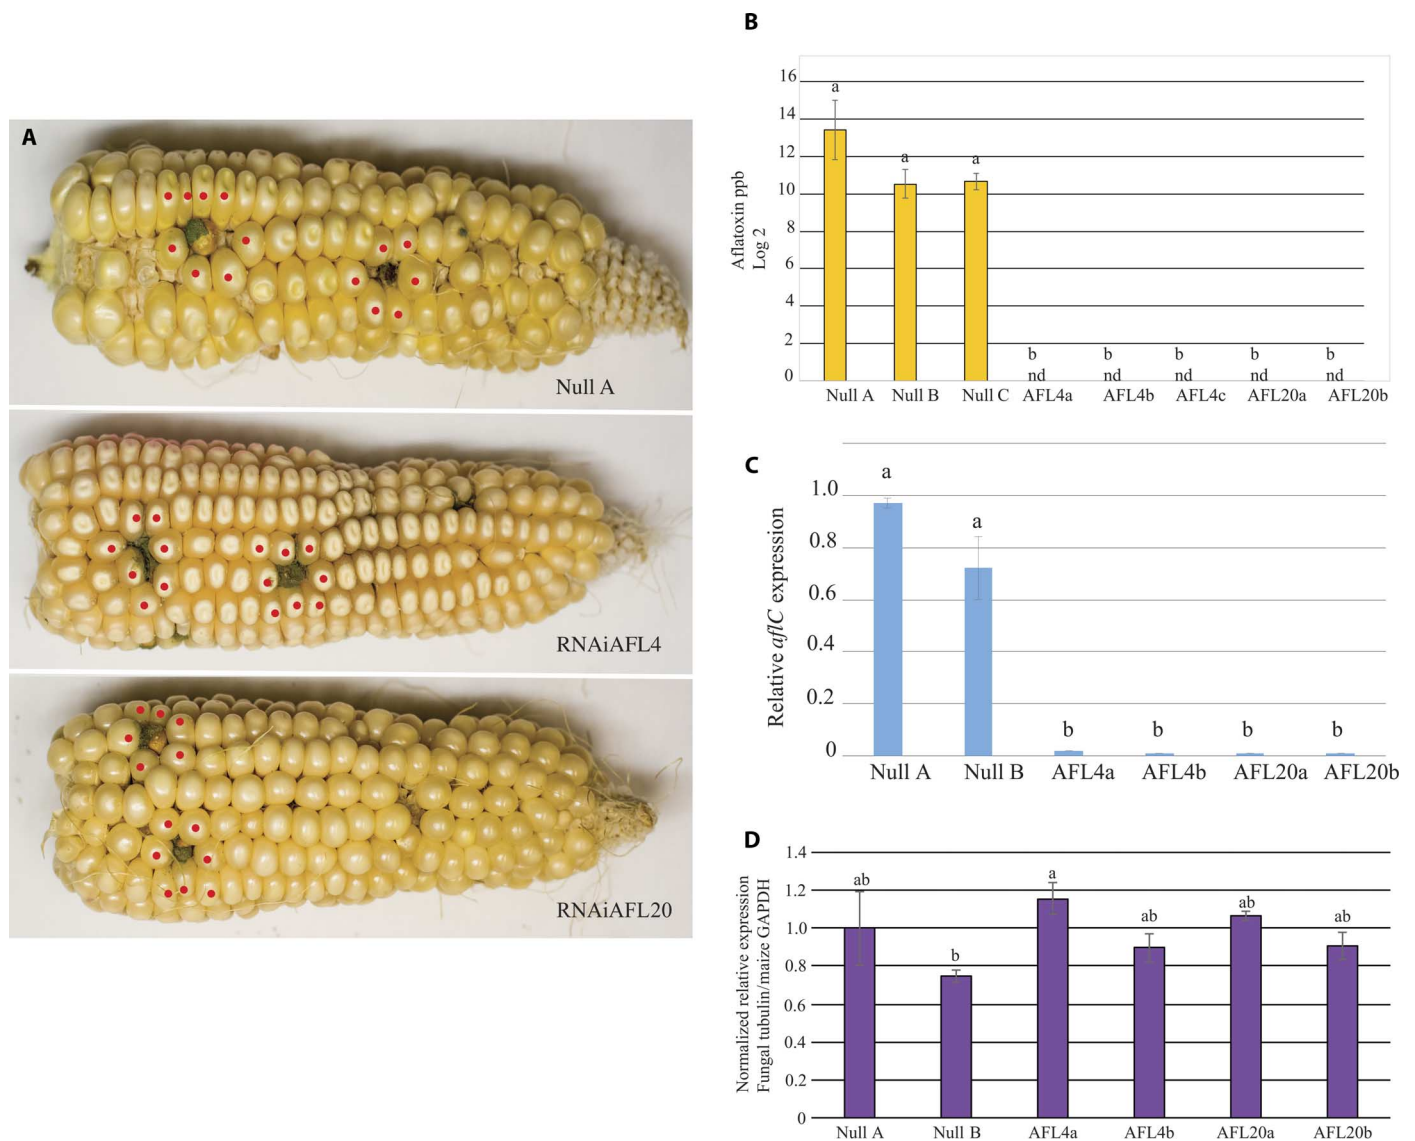 A
Null A
RNAiAFL4
RNAiAFL20
B
Aflatoxin ppb
Log 2
16
14
12
10
8
6
4
2
0
a
a
a
b
b
b
b
b
nd
nd
nd
nd
nd
Null A
Null B
Null C
AFL4a
AFL4b
AFL4c
AFL20a
AFL20b
C
Relative aflC expression
1.0
0.8
0.6
0.4
0.2
0
a
a
b
b
b
b
Null A
Null B
AFL4a
AFL4b
AFL20a
AFL20b
D
Normalized relative expression
Fungal tubulin/maize GAPDH
1.4
1.2
1.0
0.8
0.6
0.4
0.2
0
ab
b
a
ab
ab
ab
Null A
Null B
AFL4a
AFL4b
AFL20a
AFL20b